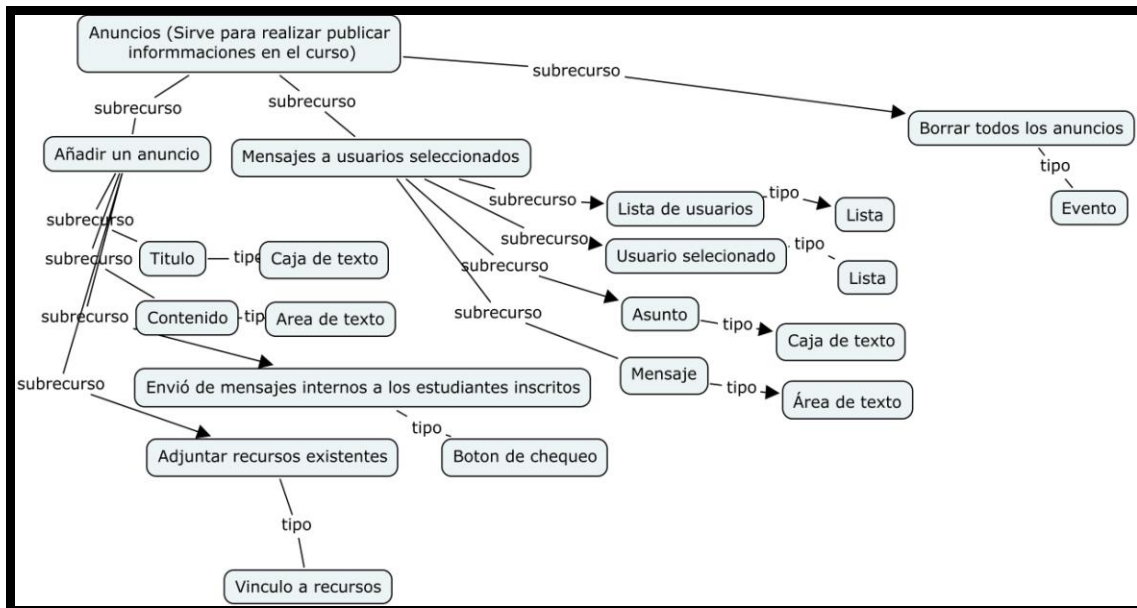 Anuncios (Sirve para realizar publicar
informmaciones en el curso)
subrecurso
subrecurso
subrecurso
Borrar todos los anuncios
Añadir un anuncio
Mensajes a usuarios seleccionados
tipo
Evento
subrecurso
Lista de usuarios
tipo
Lista
subrecurso
Titulo
tipo
Caja de texto
subrecurso
Usuario selecionado
tipo
Lista
subrecurso
Contenido
tipo
Area de texto
subrecurso
Asunto
tipo
Caja de texto
subrecurso
Mensaje
tipo
Área de texto
subrecurso
Envió de mensajes internos a los estudiantes inscritos
tipo
Boton de chequeo
subrecurso
Adjuntar recursos existentes
tipo
Vinculo a recursos